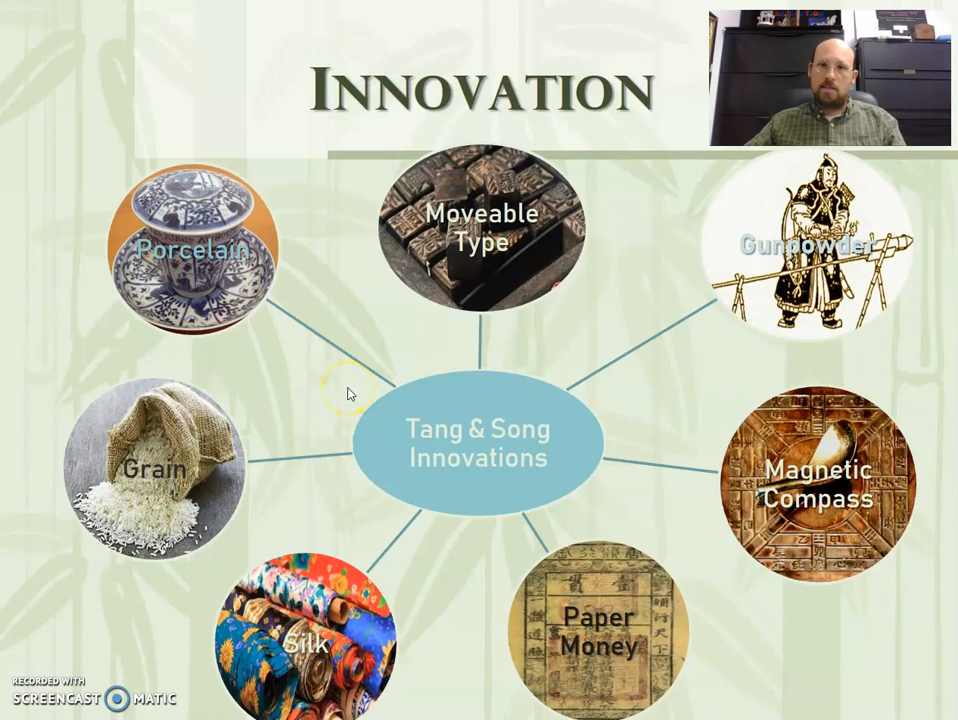 INNOVATION
Porcelain
Moveable
Type
Gunpowder
Grain
Tang & Song
Innovations
Magnetic
Compass
Silk
Paper
Money
RECORDED WITH
SCREENCAST MATIC